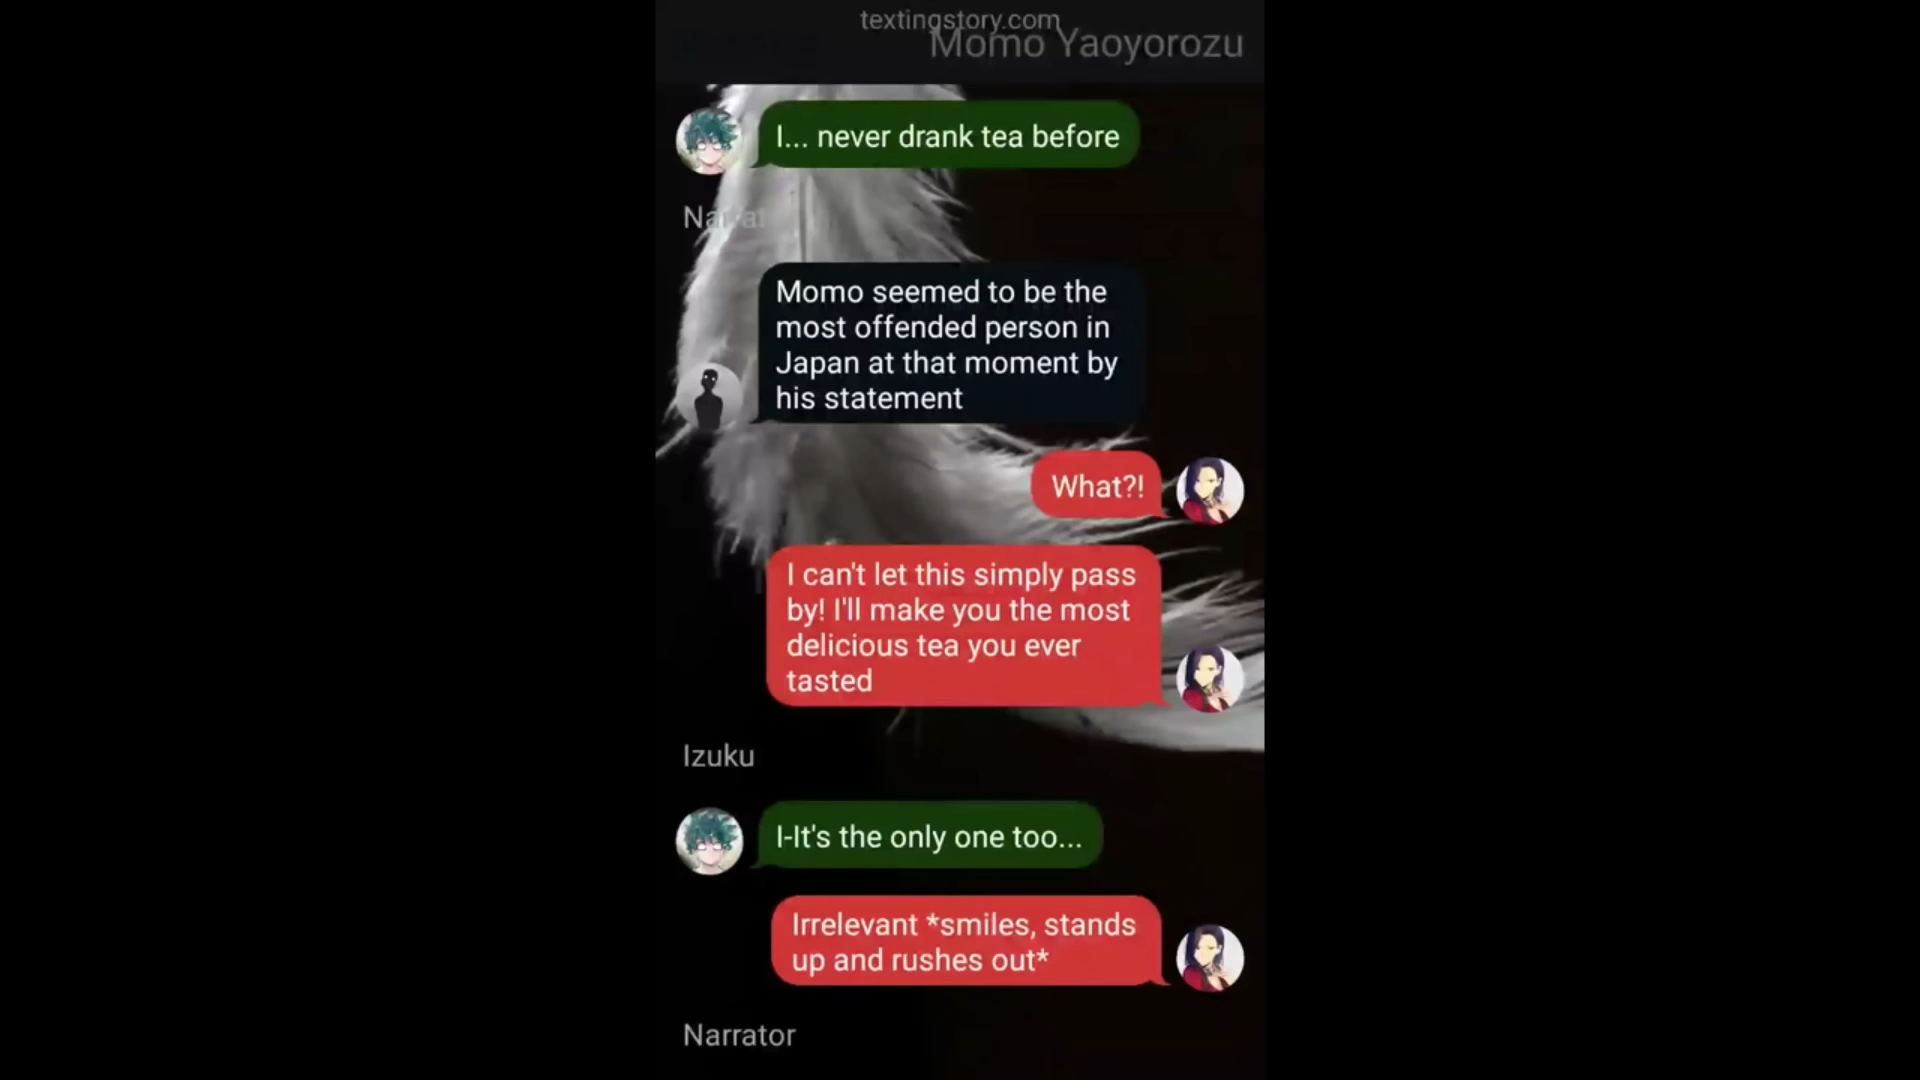 textingstory.com
Momo Yaoyorozu
I... never drank tea before
Narrat
Momo seemed to be the
most offended person in
Japan at that moment by
his statement
What?!
I can't let this simply pass
by! I'll make you the most
delicious tea you ever
tasted
Izuku
I-It's the only one too...
Irrelevant *smiles, stands
up and rushes out*
Narrator